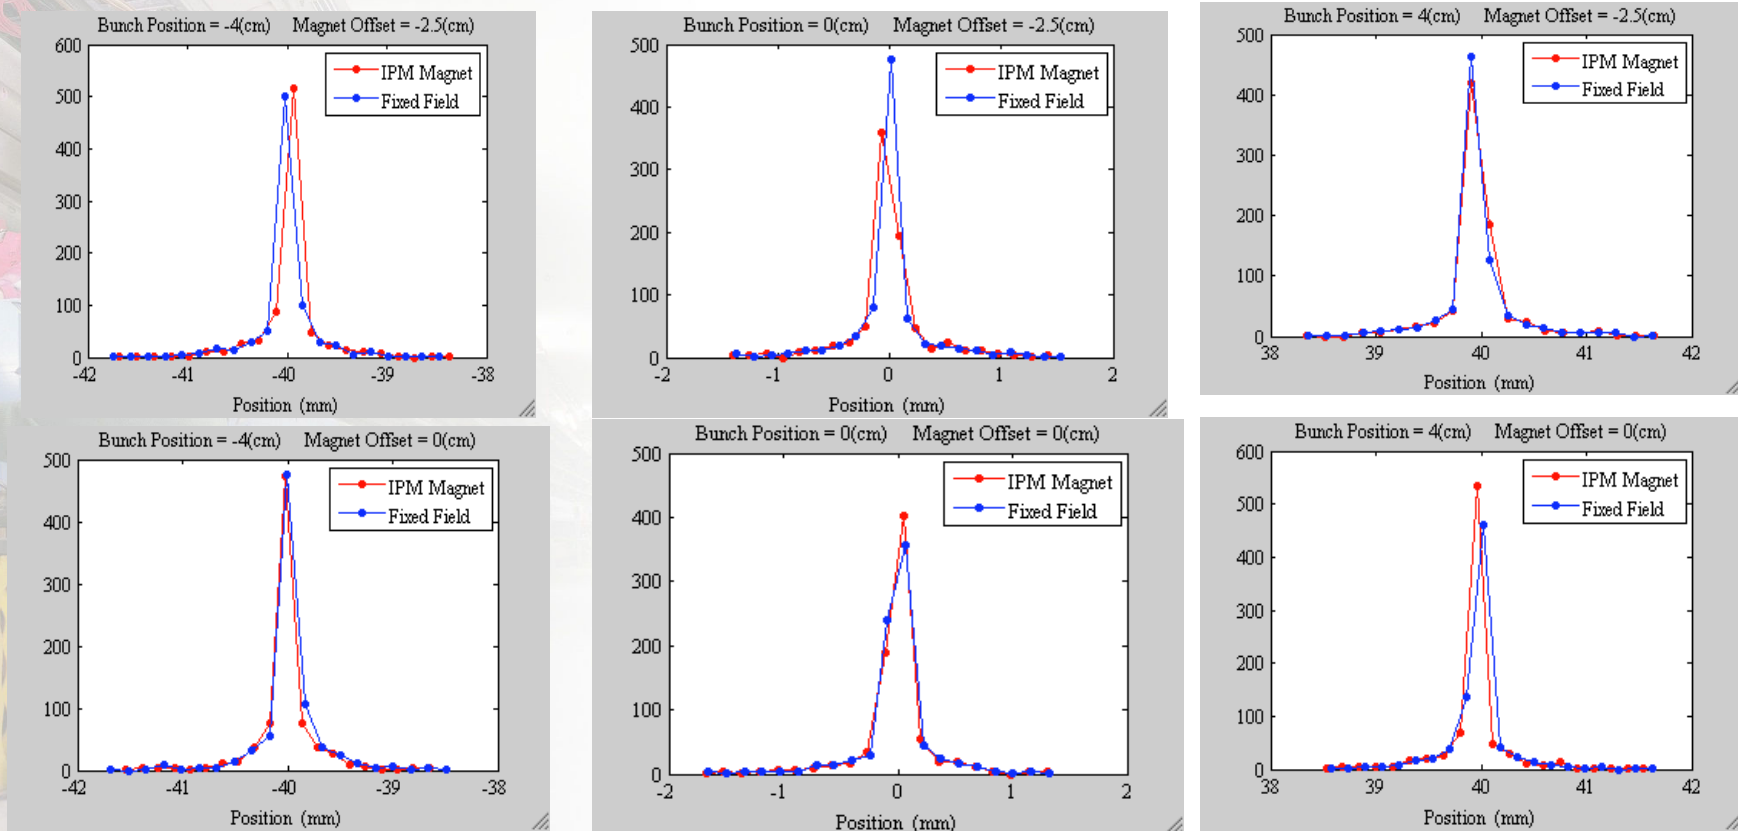 Bunch Position = -4(cm) Magnet Offset = -2.5(cm)
600
500
400
300
200
100
0
-42
-41
-40
-39
-38
IPM Magnet
Fixed Field
Position (mm)
Bunch Position = 0(cm) Magnet Offset = -2.5(cm)
500
400
300
200
100
0
-2
-1
0
1
2
IPM Magnet
Fixed Field
Position (mm)
Bunch Position = 4(cm) Magnet Offset = -2.5(cm)
500
400
300
200
100
0
38
39
40
41
42
IPM Magnet
Fixed Field
Position (mm)
Bunch Position = -4(cm) Magnet Offset = 0(cm)
500
400
300
200
100
0
-42
-41
-40
-39
-38
IPM Magnet
Fixed Field
Position (mm)
Bunch Position = 0(cm) Magnet Offset = 0(cm)
500
400
300
200
100
0
-2
-1
0
1
2
IPM Magnet
Fixed Field
Position (mm)
Bunch Position = 4(cm) Magnet Offset = 0(cm)
600
500
400
300
200
100
0
38
39
40
41
42
IPM Magnet
Fixed Field
Position (mm)